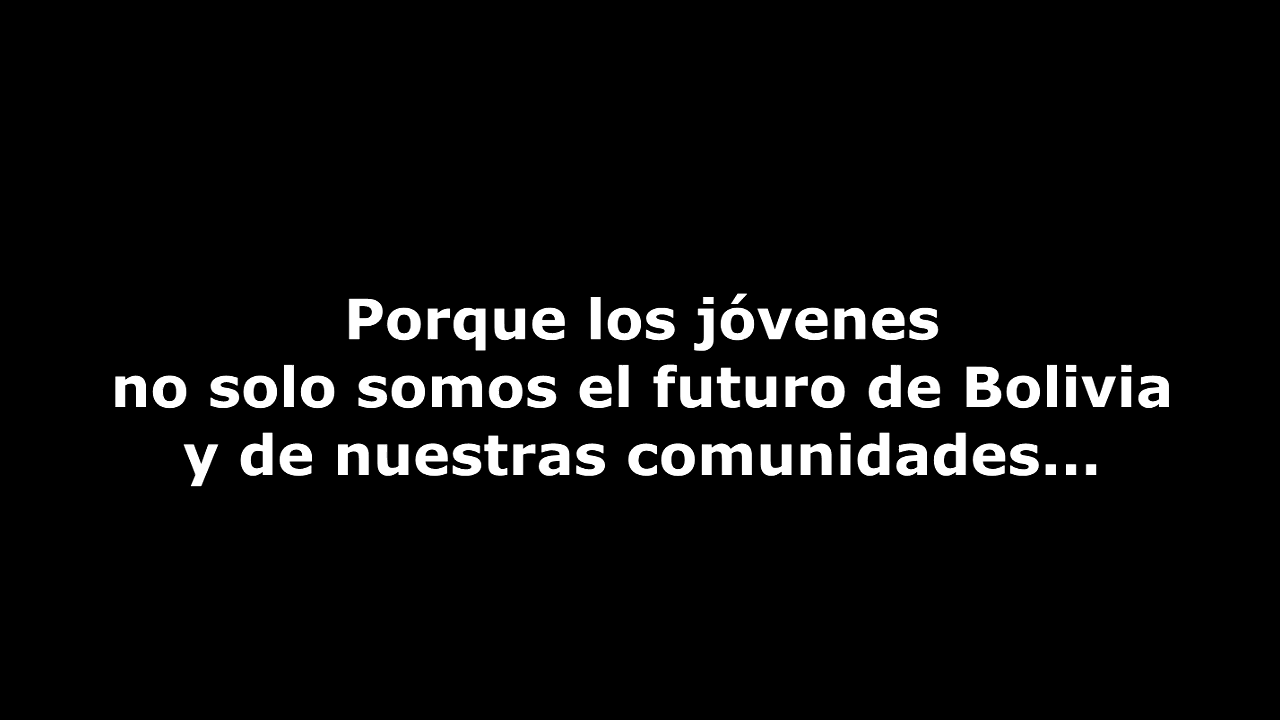 Porque los jóvenes
no solo somos el futuro de Bolivia
y de nuestras comunidades...